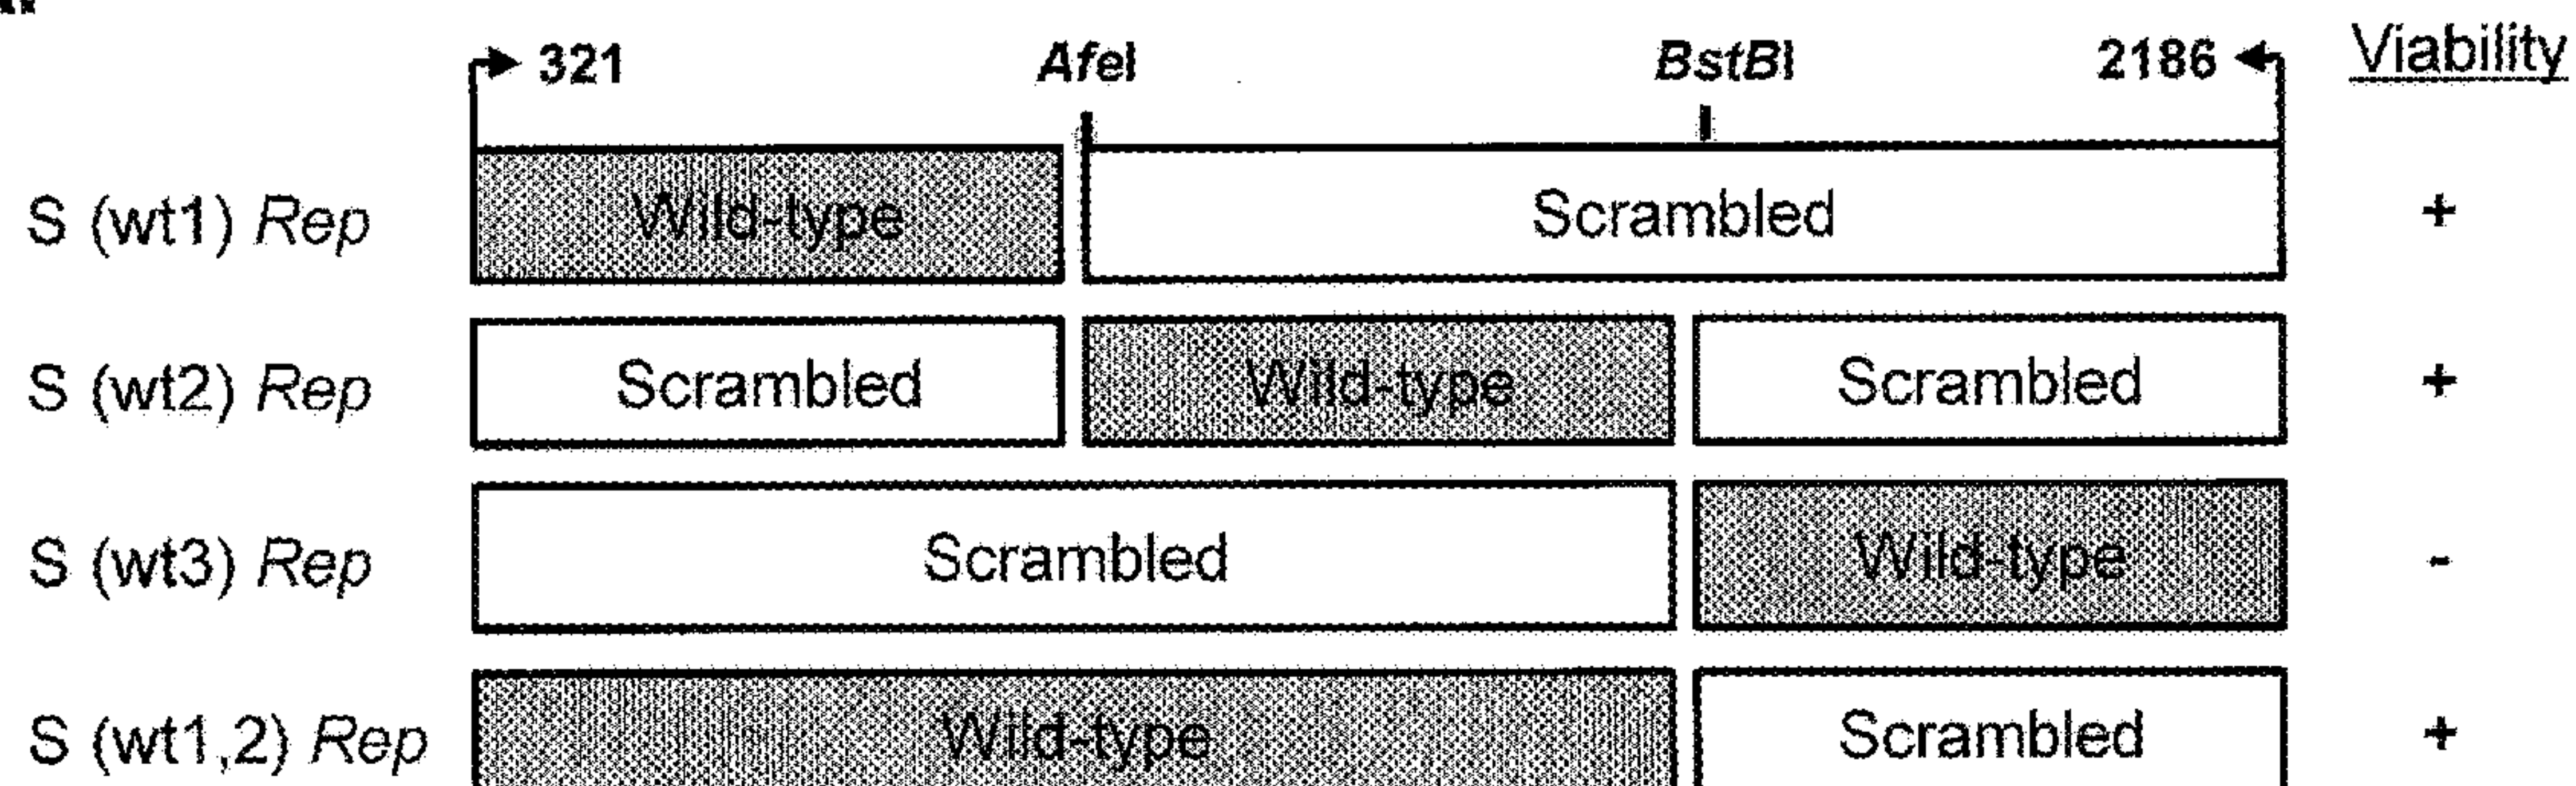 321 AfeI BstBI 2186 Viability
S (wt1) Rep Wild-type Scrambled +
S (wt2) Rep Scrambled Wild-type Scrambled +
S (wt3) Rep Scrambled Wild-type -
S (wt1,2) Rep Wild-type Scrambled +